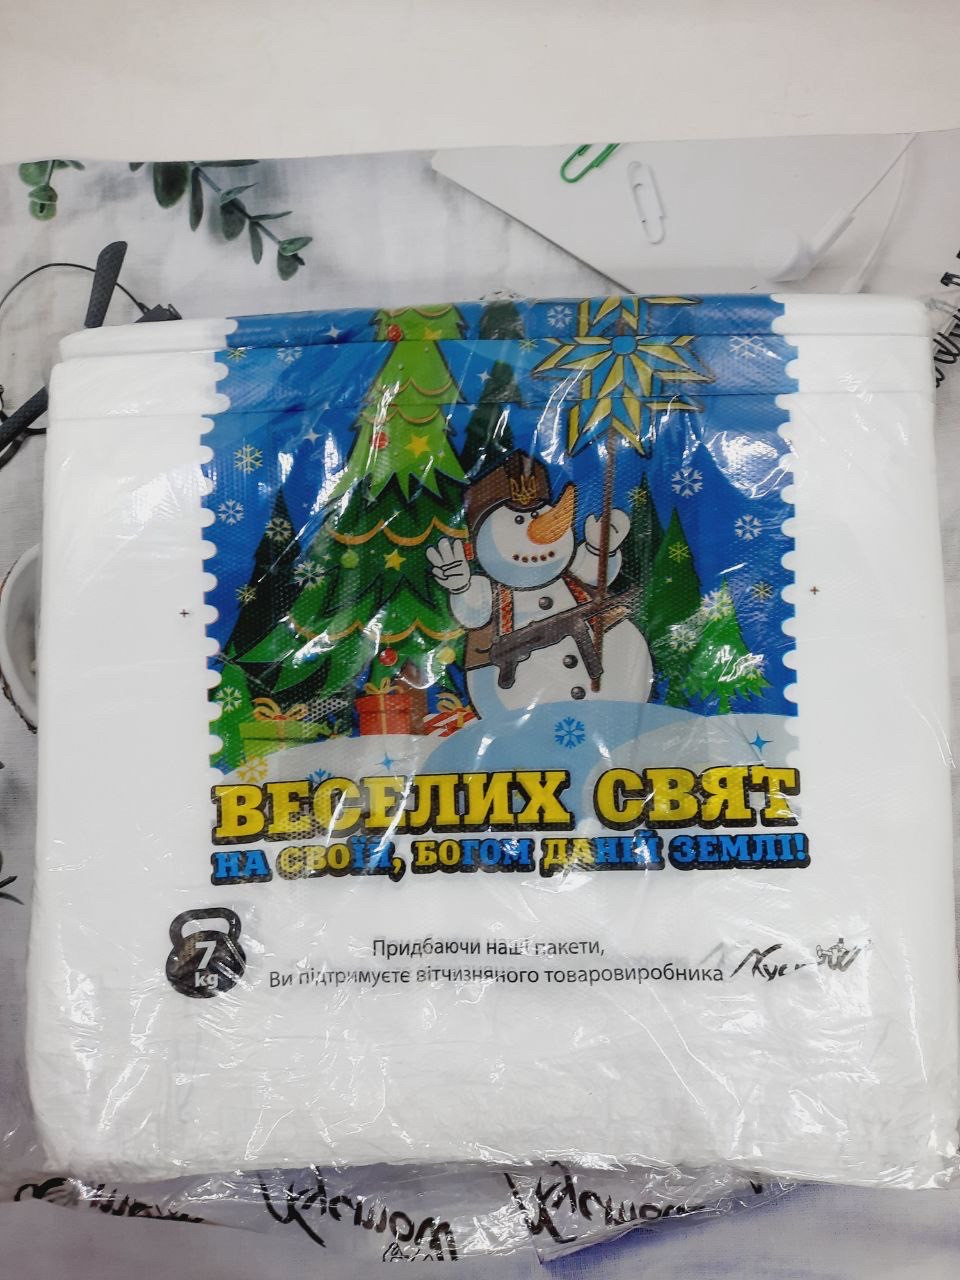 ВЕСЕЛИХ СВЯТ
НА СВОЇЙ, БОГОМ ДАНІЙ ЗЕМЛІ!
7
kg
Придбаючи наші пакети,
Ви підтримуєте вітчизняного товаровиробника